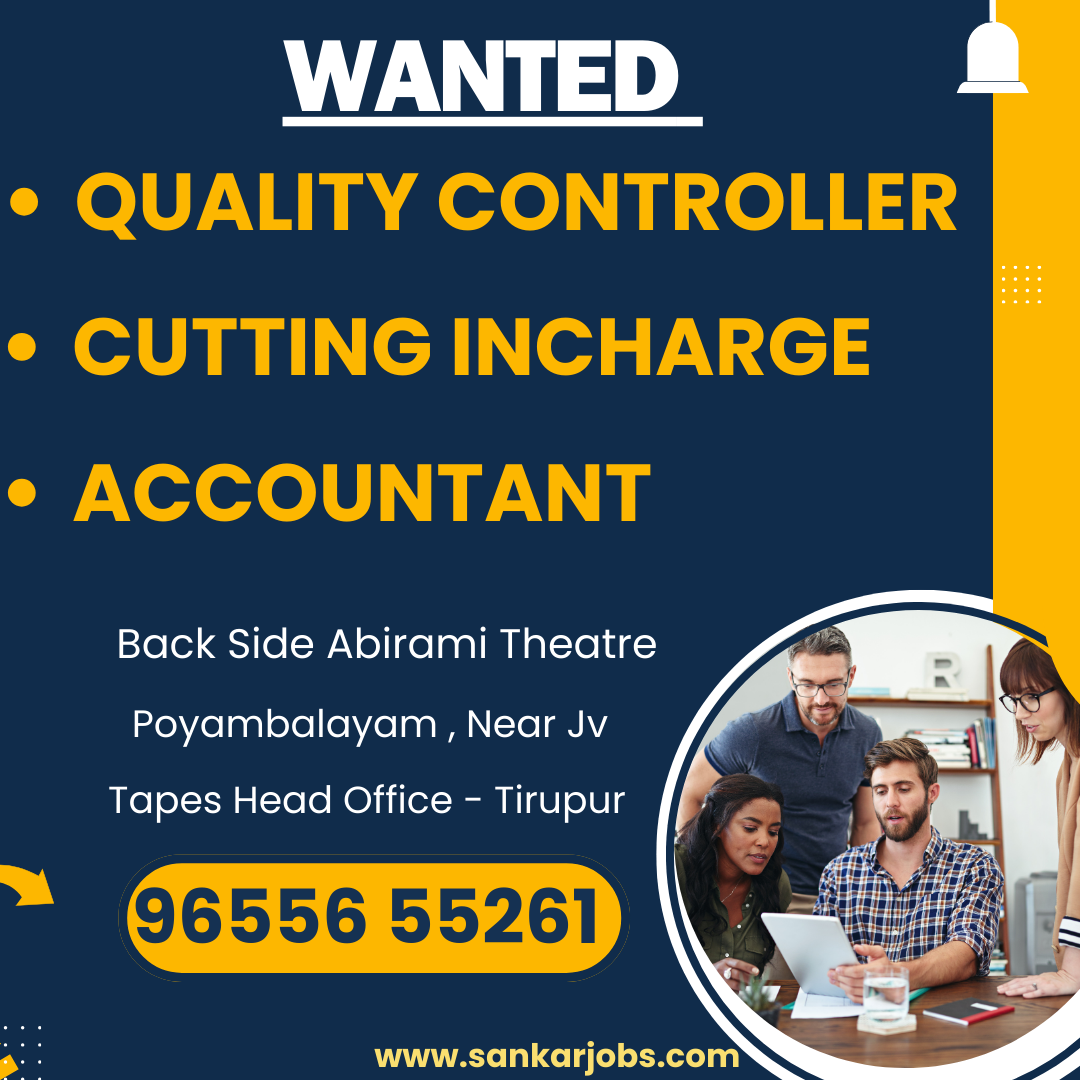 WANTED
• QUALITY CONTROLLER
• CUTTING INCHARGE
• ACCOUNTANT
Back Side Abirami Theatre
Poyambalayam , Near Jv
Tapes Head Office - Tirupur
R
96556 55261
www.sankarjobs.com